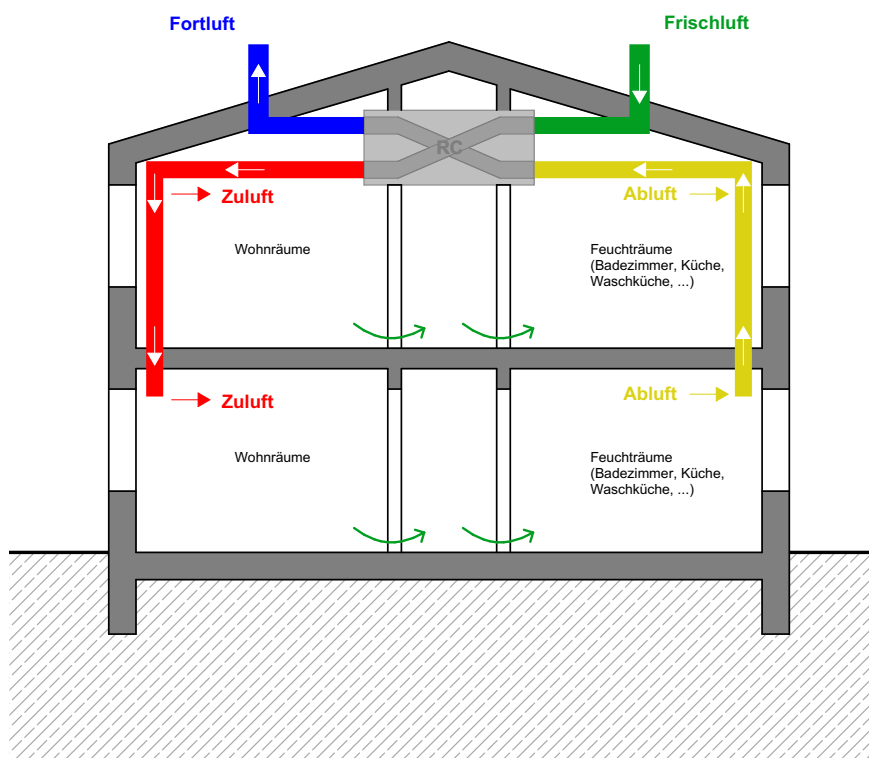 Fortluft
Frischluft
RC
Zuluft
Abluft
Wohnräume
Feuchträume
(Badezimmer, Küche,
Waschküche, ...)
Zuluft
Abluft
Wohnräume
Feuchträume
(Badezimmer, Küche,
Waschküche, ...)